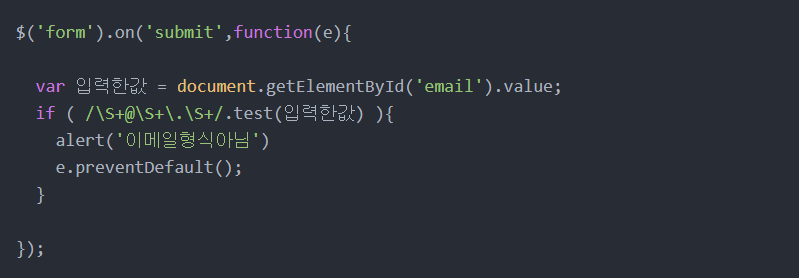 $('form').on('submit',function(e){
var 입력한값 = document.getElementById('email').value;
if ( /\S+@\S+\.\S+/.test(입력한값) ){
alert('이메일형식아님')
e.preventDefault();
}
});